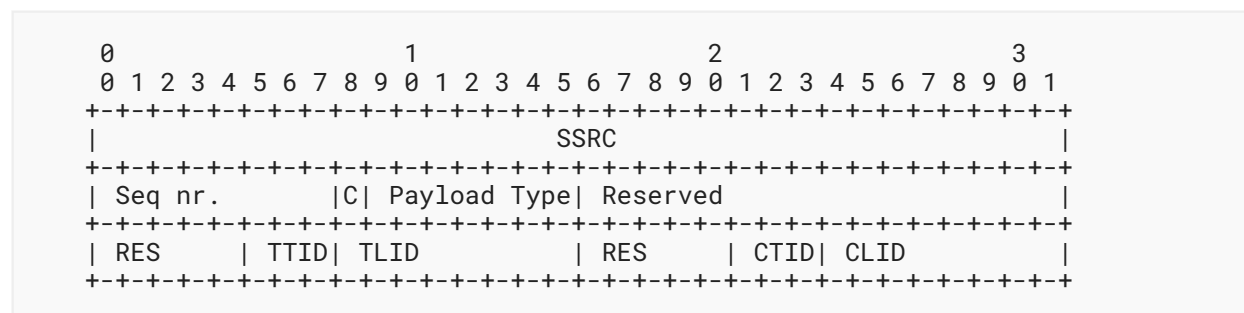 0                   1                   2                   3
 0 1 2 3 4 5 6 7 8 9 0 1 2 3 4 5 6 7 8 9 0 1 2 3 4 5 6 7 8 9 0 1
+-+-+-+-+-+-+-+-+-+-+-+-+-+-+-+-+-+-+-+-+-+-+-+-+-+-+-+-+-+-+-+-+
|                              SSRC                             |
+-+-+-+-+-+-+-+-+-+-+-+-+-+-+-+-+-+-+-+-+-+-+-+-+-+-+-+-+-+-+-+-+
| Seq nr.       |C| Payload Type| Reserved                      |
+-+-+-+-+-+-+-+-+-+-+-+-+-+-+-+-+-+-+-+-+-+-+-+-+-+-+-+-+-+-+-+-+
| RES     | TTID| TLID          | RES     | CTID| CLID          |
+-+-+-+-+-+-+-+-+-+-+-+-+-+-+-+-+-+-+-+-+-+-+-+-+-+-+-+-+-+-+-+-+